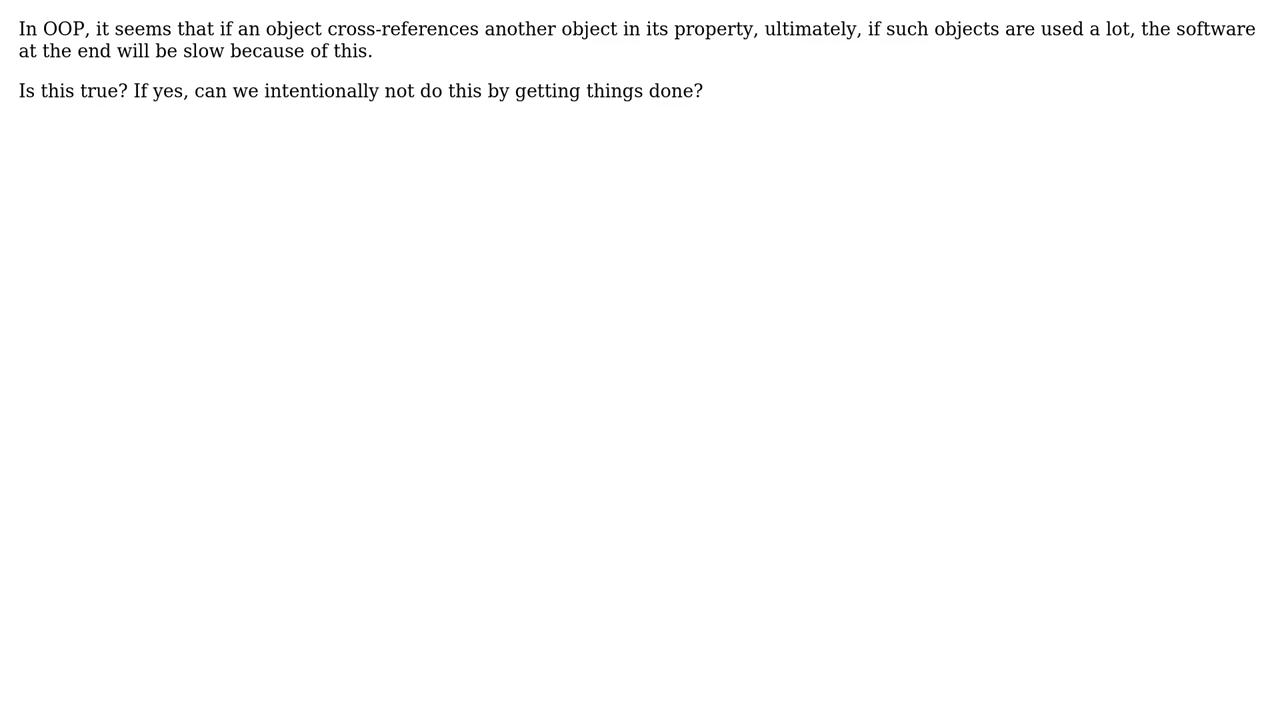 In OOP, it seems that if an object cross-references another object in its property, ultimately, if such objects are used a lot, the software
at the end will be slow because of this.
Is this true? If yes, can we intentionally not do this by getting things done?